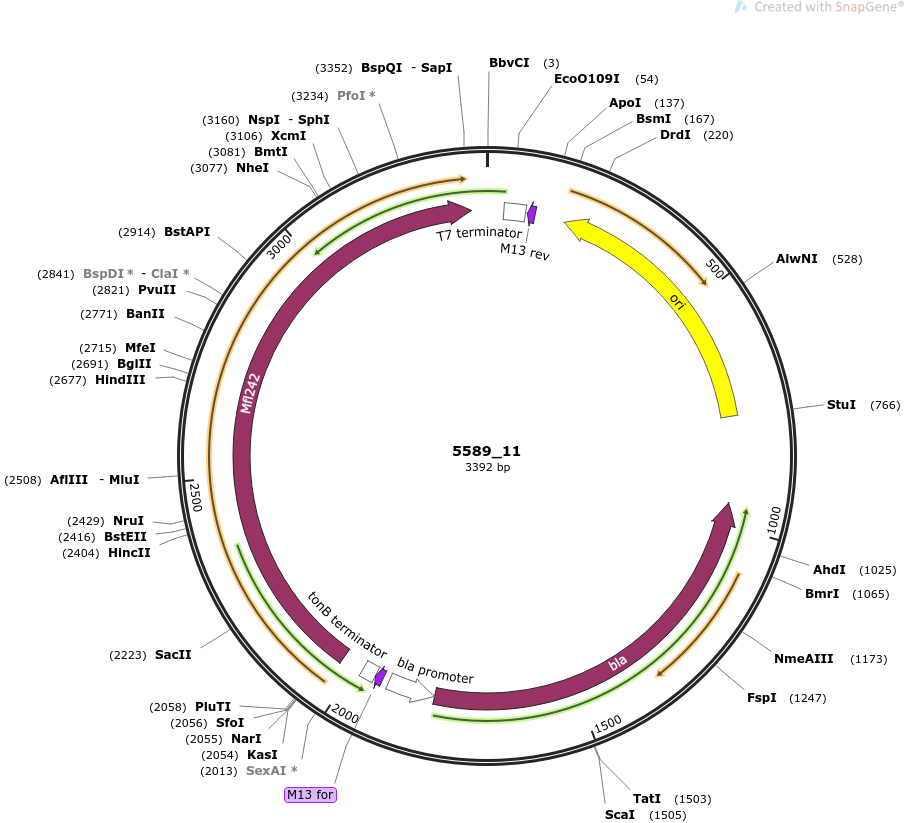 Created with SnapGene®
(3352) BspQI - SapI
BbvCI (3)
EcoO109I (54)
(3234) PfoI *
ApoI (137)
(3160) NspI - SphI
BsmI (167)
(3106) XcmI
DrdI (220)
(3081) BmtI
(3077) NheI
T7 terminator
M13 rev
(2914) BstAPI
3000
500
AlwNI (528)
(2841) BspDI * - ClaI *
(2821) PvuII
ori
(2771) BanII
(2715) MfeI
(2691) BglII
(2677) HindIII
Mfl242
StuI (766)
5589_11
3392 bp
(2508) AflIII - MluI
2500
1000
(2429) NruI
(2416) BstEII
(2404) HincII
AhdI (1025)
BmrI (1065)
tonB terminator
(2223) SacII
bla promoter
bla
NmeAIII (1173)
FspI (1247)
(2058) PluTI
(2056) SfoI
2000
1500
(2055) NarI
(2054) KasI
(2013) SexAI *
M13 for
TatI (1503)
ScaI (1505)